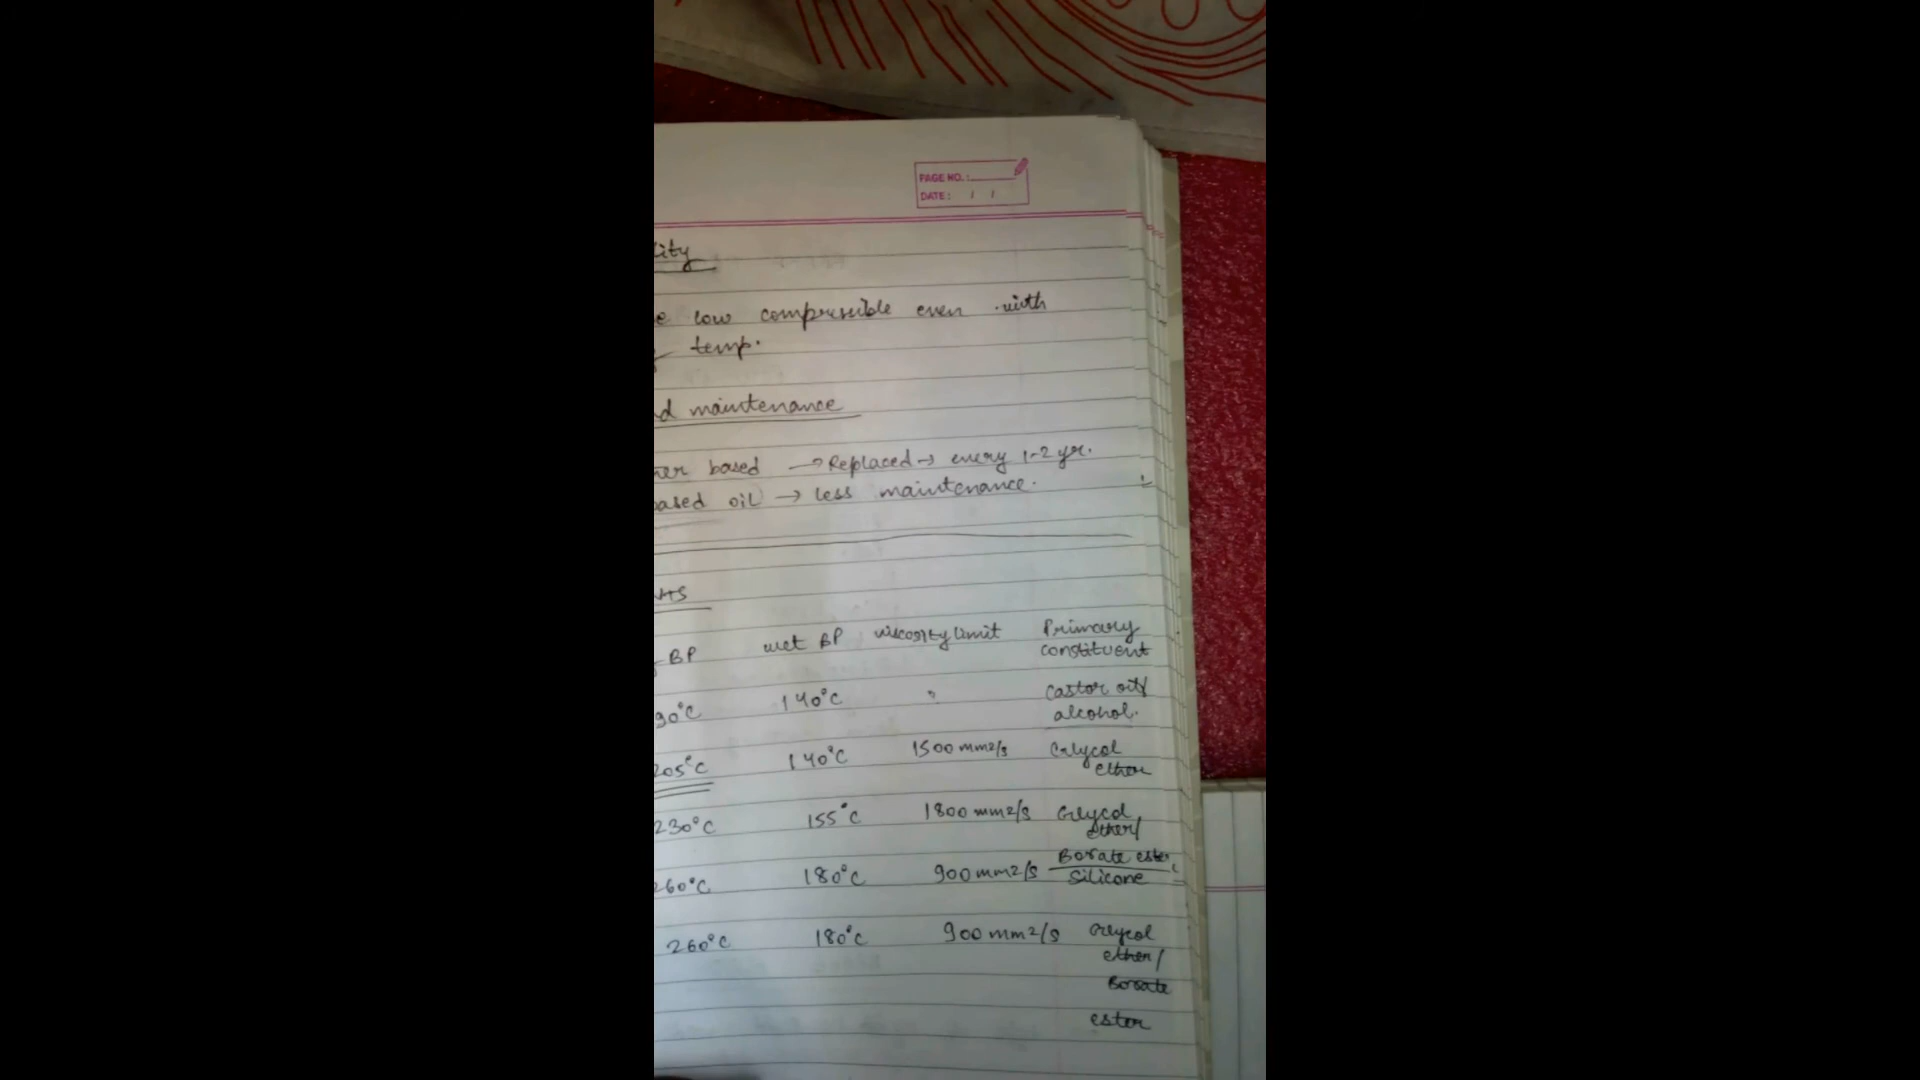 PAGE NO.:
DATE: / /
lity
e low compressible even with
temp.
d maintenance
her based → Replaced → every 1-2 yr.
based oil → less maintenance.
BP wet BP viscosity limit Primary
constituent
90°C 140°C " castor oil/
alcohol.
205°C 140°C 1500 mm2/s Glycol
ether
230°C 155°C 1800 mm2/s Glycol
ether/
Borate ester
260°C 180°C 900 mm2/s Silicone
260°C 180°C 900 mm2/s Glycol
ether/
Borate
ester